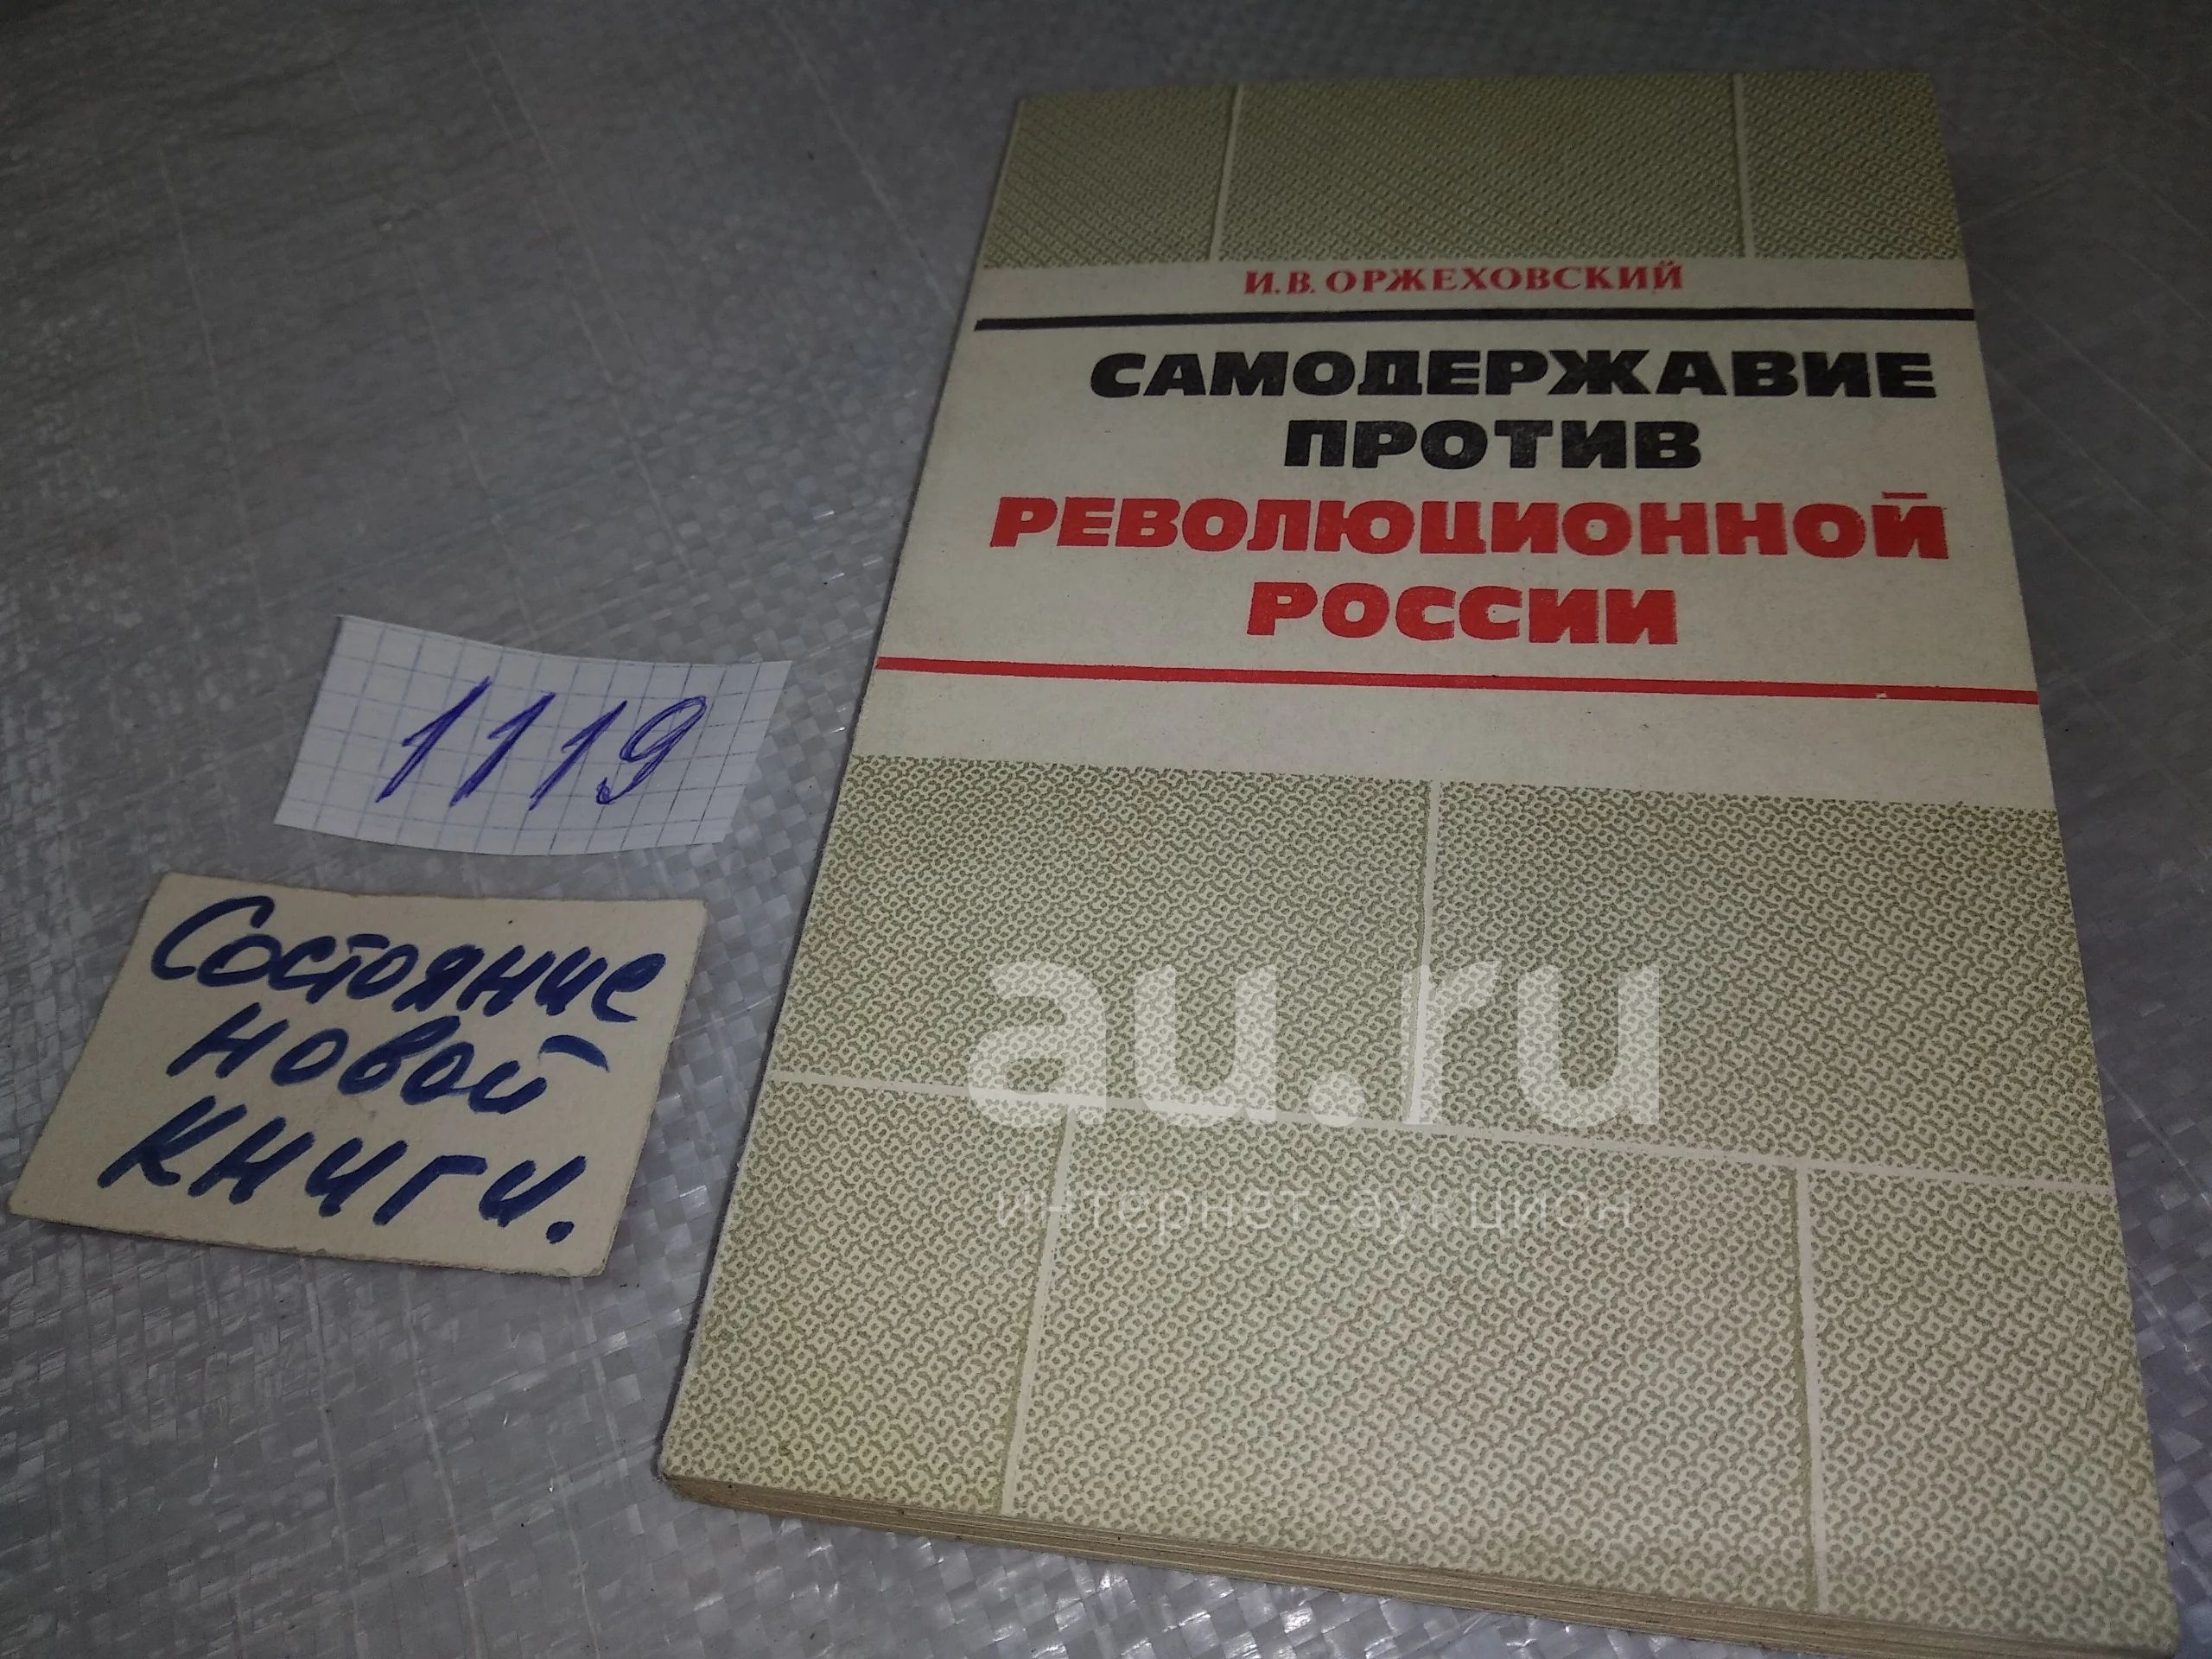 И.В. ОРЖЕХОВСКИЙ
САМОДЕРЖАВИЕ
ПРОТИВ
РЕВОЛЮЦИОННОЙ
РОССИИ
1119
Состояние
новой
книги.
au.ru
интернет-аукцион